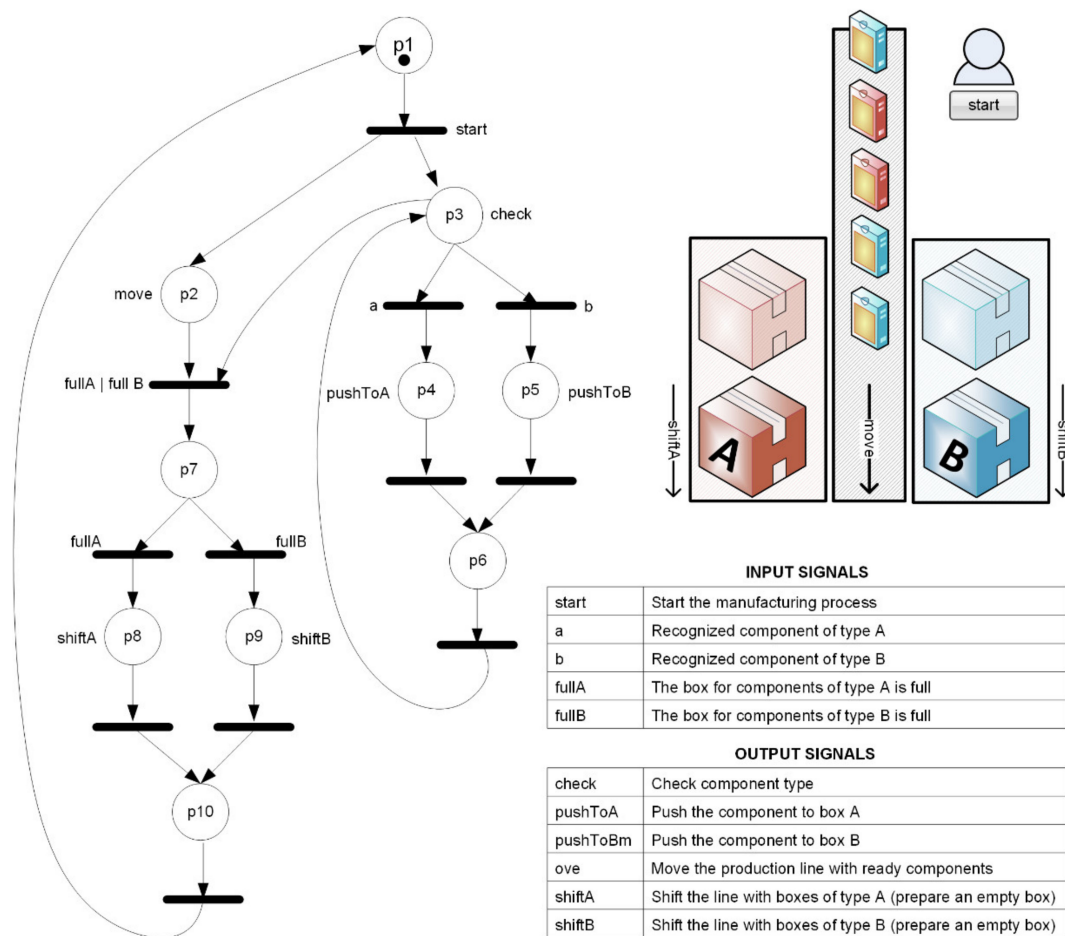 p1
start
p3
check
move
p2
a
b
fullA | full B
pushToA
p4
p5
pushToB
p7
fullA
fullB
p6
shiftA
p8
p9
shiftB
p10
start
A
B
shiftA
move
shiftB
INPUT SIGNALS
start Start the manufacturing process
a Recognized component of type A
b Recognized component of type B
fullA The box for components of type A is full
fullB The box for components of type B is full
OUTPUT SIGNALS
check Check component type
pushToA Push the component to box A
pushToBm Push the component to box B
ove Move the production line with ready components
shiftA Shift the line with boxes of type A (prepare an empty box)
shiftB Shift the line with boxes of type B (prepare an empty box)